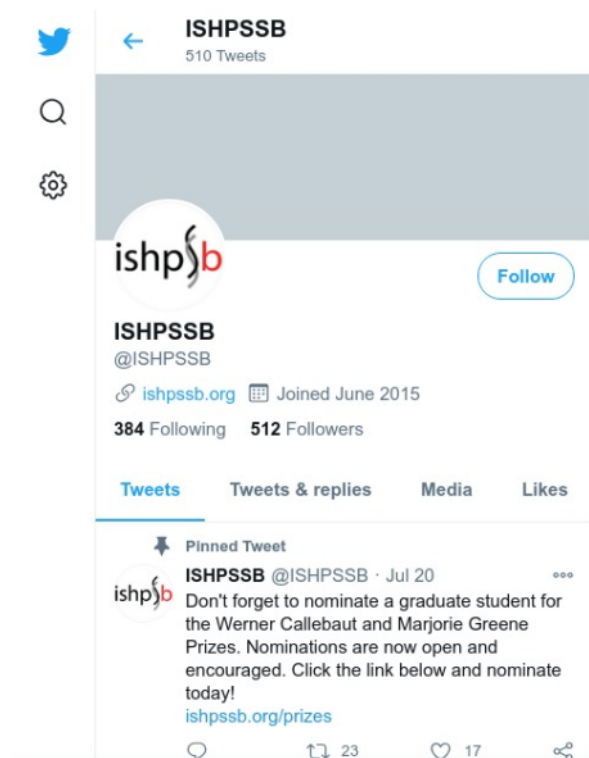 ISHPSSB
510 Tweets
ishpsb
Follow
ISHPSSB
@ISHPSSB
ishpssb.org Joined June 2015
384 Following 512 Followers
Tweets Tweets & replies Media Likes
Pinned Tweet
ISHPSSB @ISHPSSB · Jul 20
ishpsb
Don't forget to nominate a graduate student for
the Werner Callebaut and Marjorie Greene
Prizes. Nominations are now open and
encouraged. Click the link below and nominate
today!
ishpssb.org/prizes
23 17